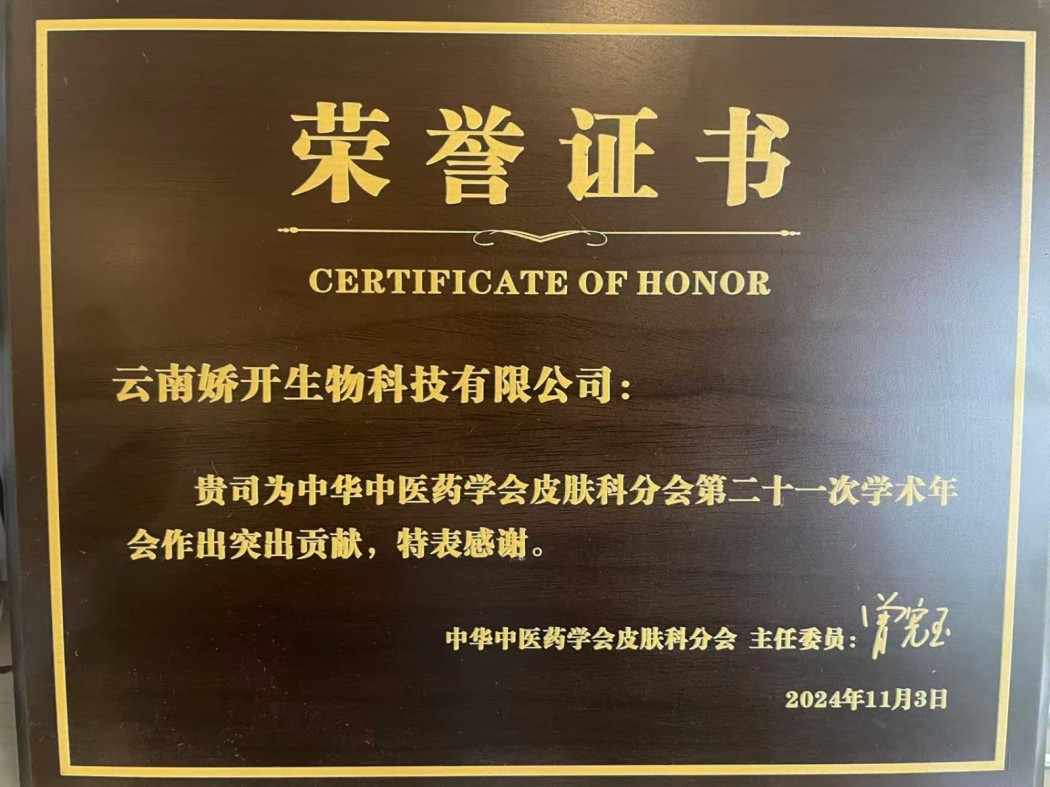 荣誉证书
CERTIFICATE OF HONOR
云南娇开生物科技有限公司：
贵司为中华中医药学会皮肤科分会第二十一次学术年
会作出突出贡献，特表感谢。
中华中医药学会皮肤科分会 主任委员：
2024年11月3日